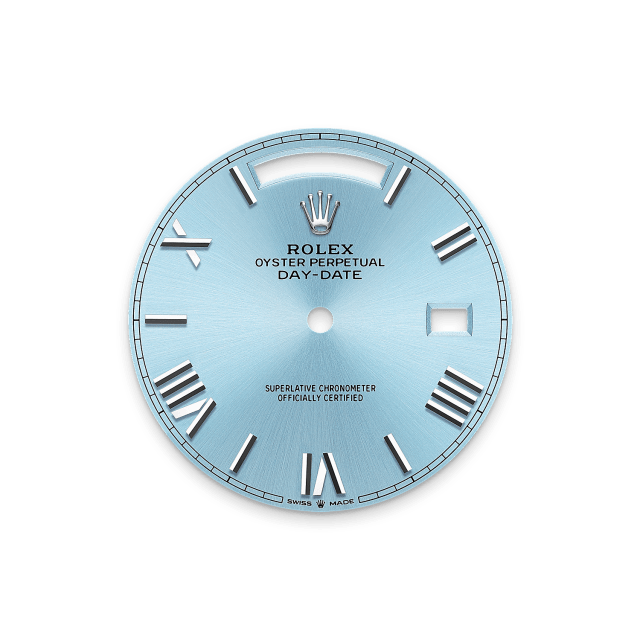 ROLEX
OYSTER PERPETUAL
DAY-DATE
SUPERLATIVE CHRONOMETER
OFFICIALLY CERTIFIED
SWISS MADE